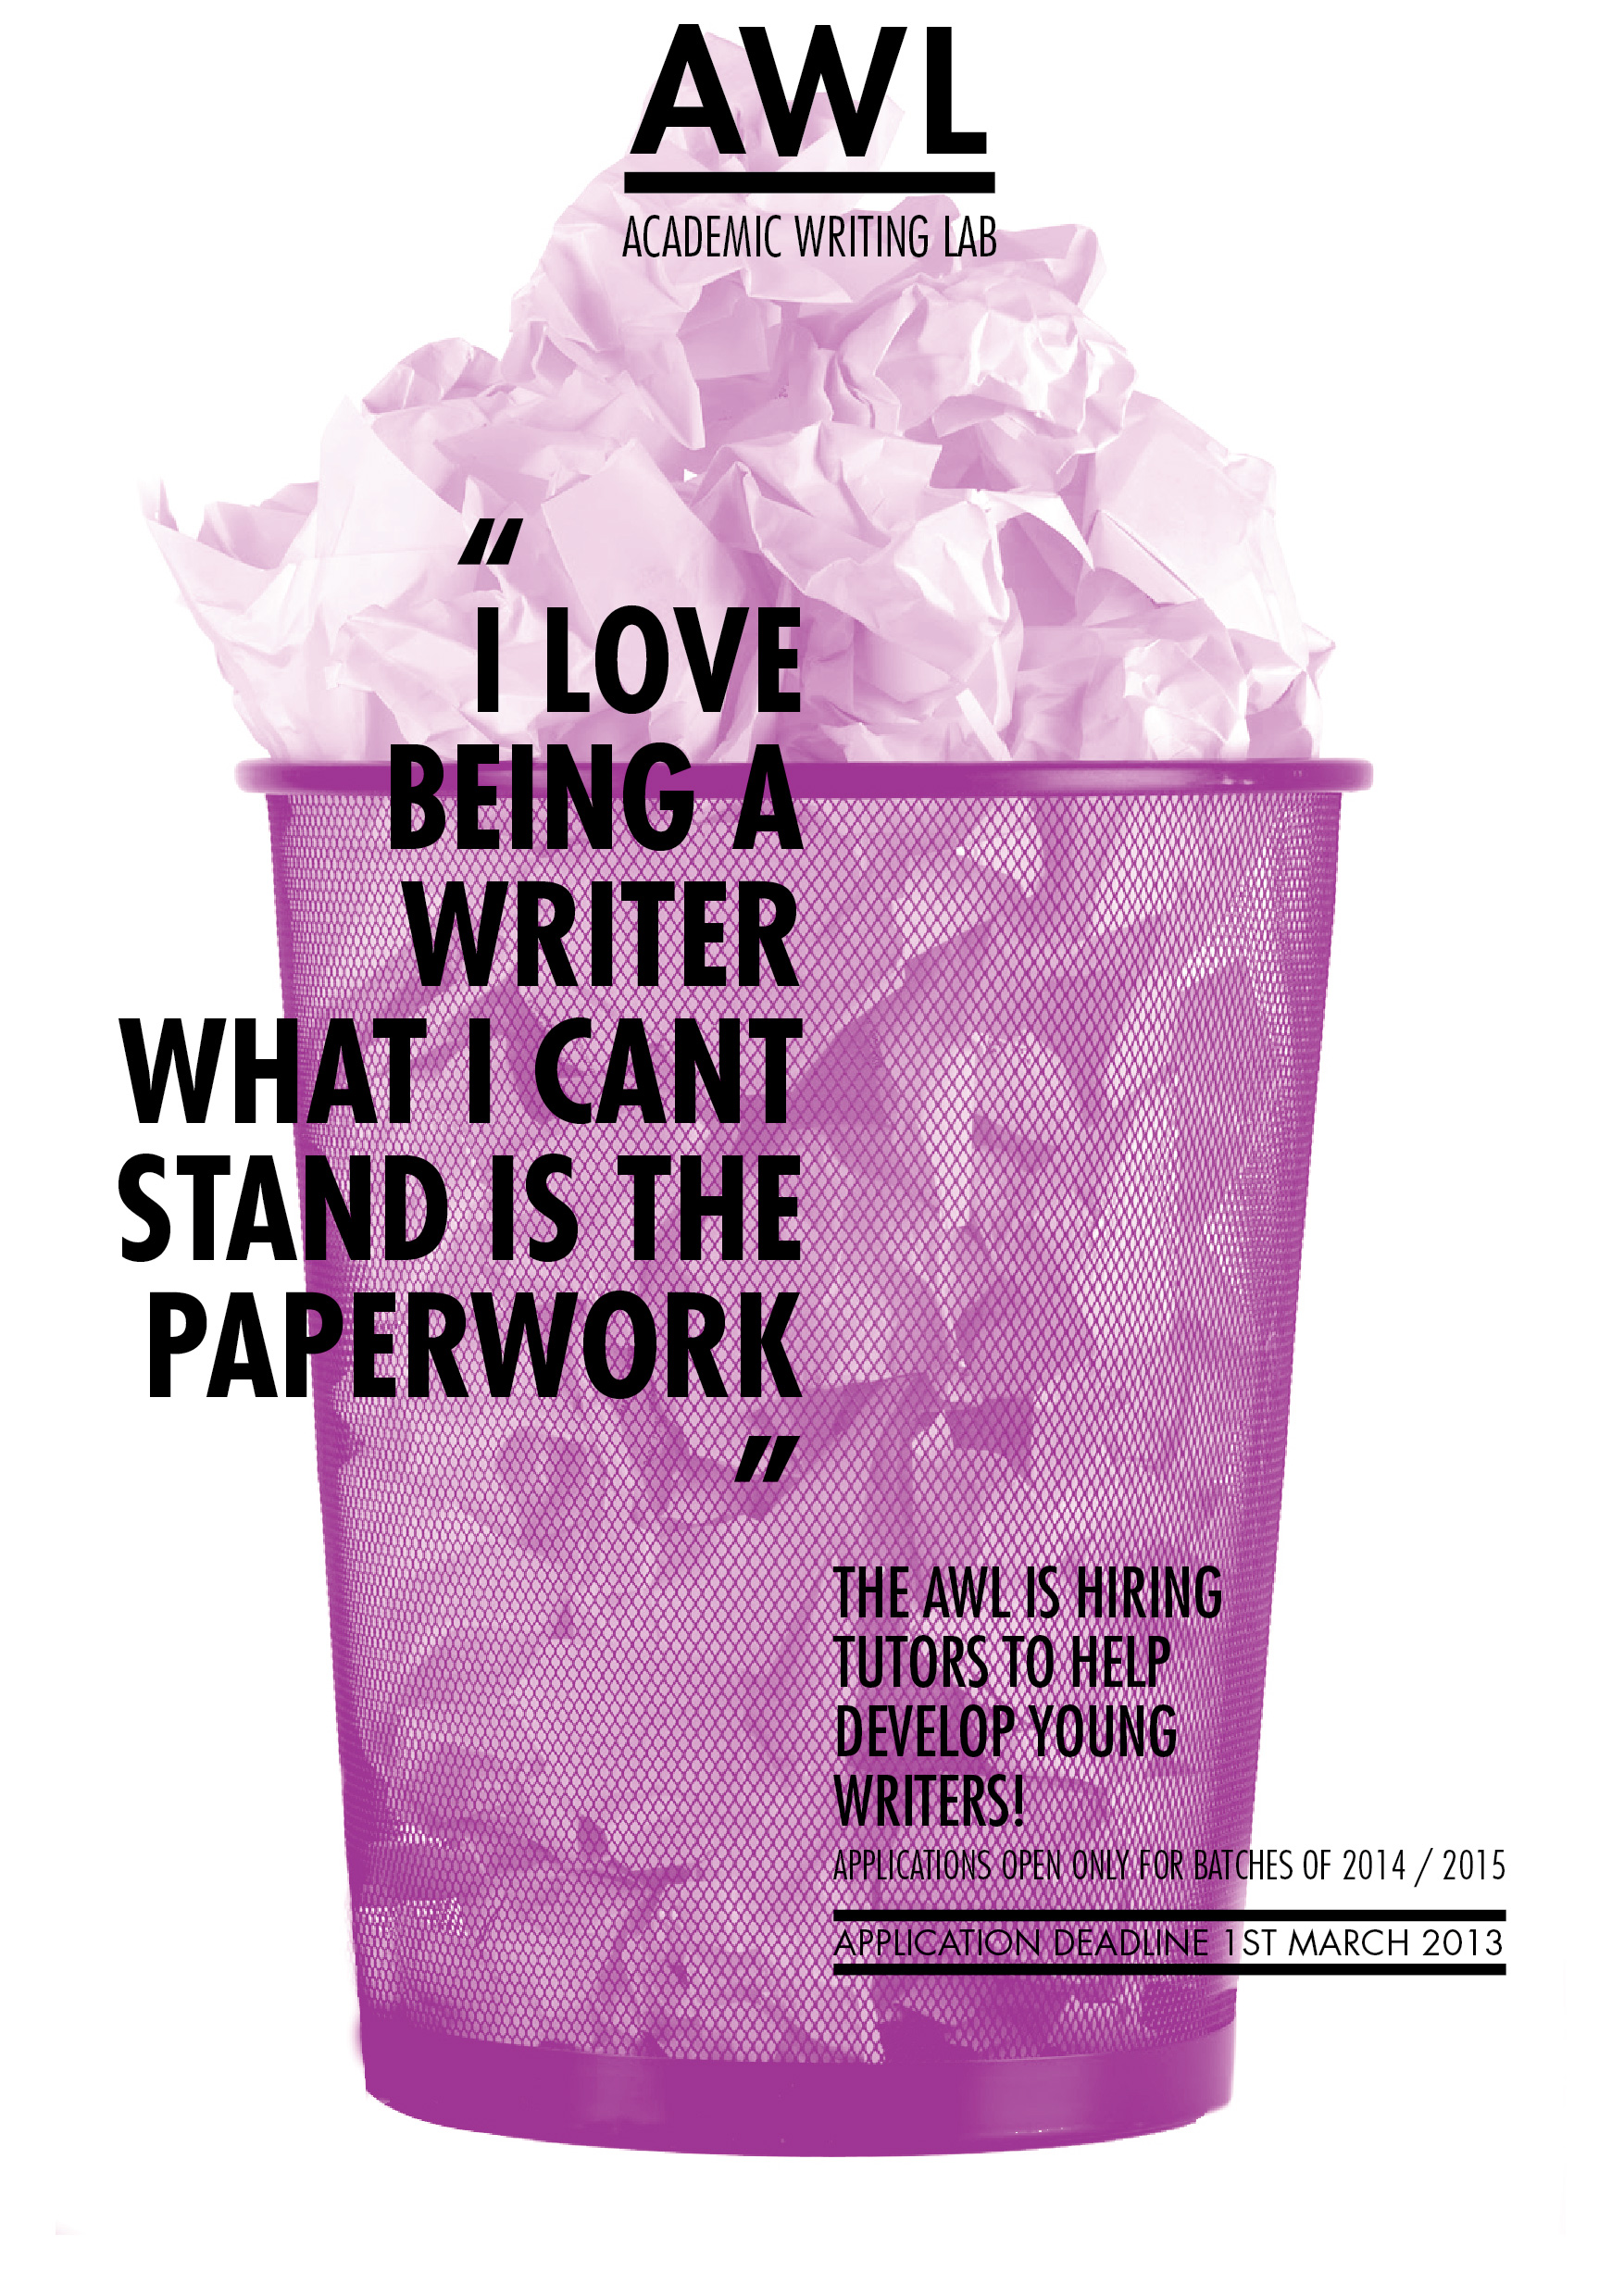 AWL
ACADEMIC WRITING LAB
“
I LOVE
BEING A
WRITER
WHAT I CANT
STAND IS THE
PAPERWORK
”
THE AWL IS HIRING
TUTORS TO HELP
DEVELOP YOUNG
WRITERS!
APPLICATIONS OPEN ONLY FOR BATCHES OF 2014 / 2015
APPLICATION DEADLINE 1ST MARCH 2013